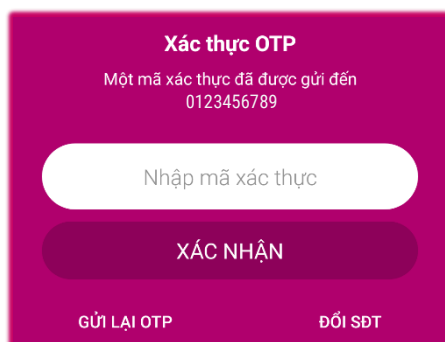 Xác thực OTP
Một mã xác thực đã được gửi đến
0123456789
Nhập mã xác thực
XÁC NHẬN
GỬI LẠI OTP
ĐỔI SĐT